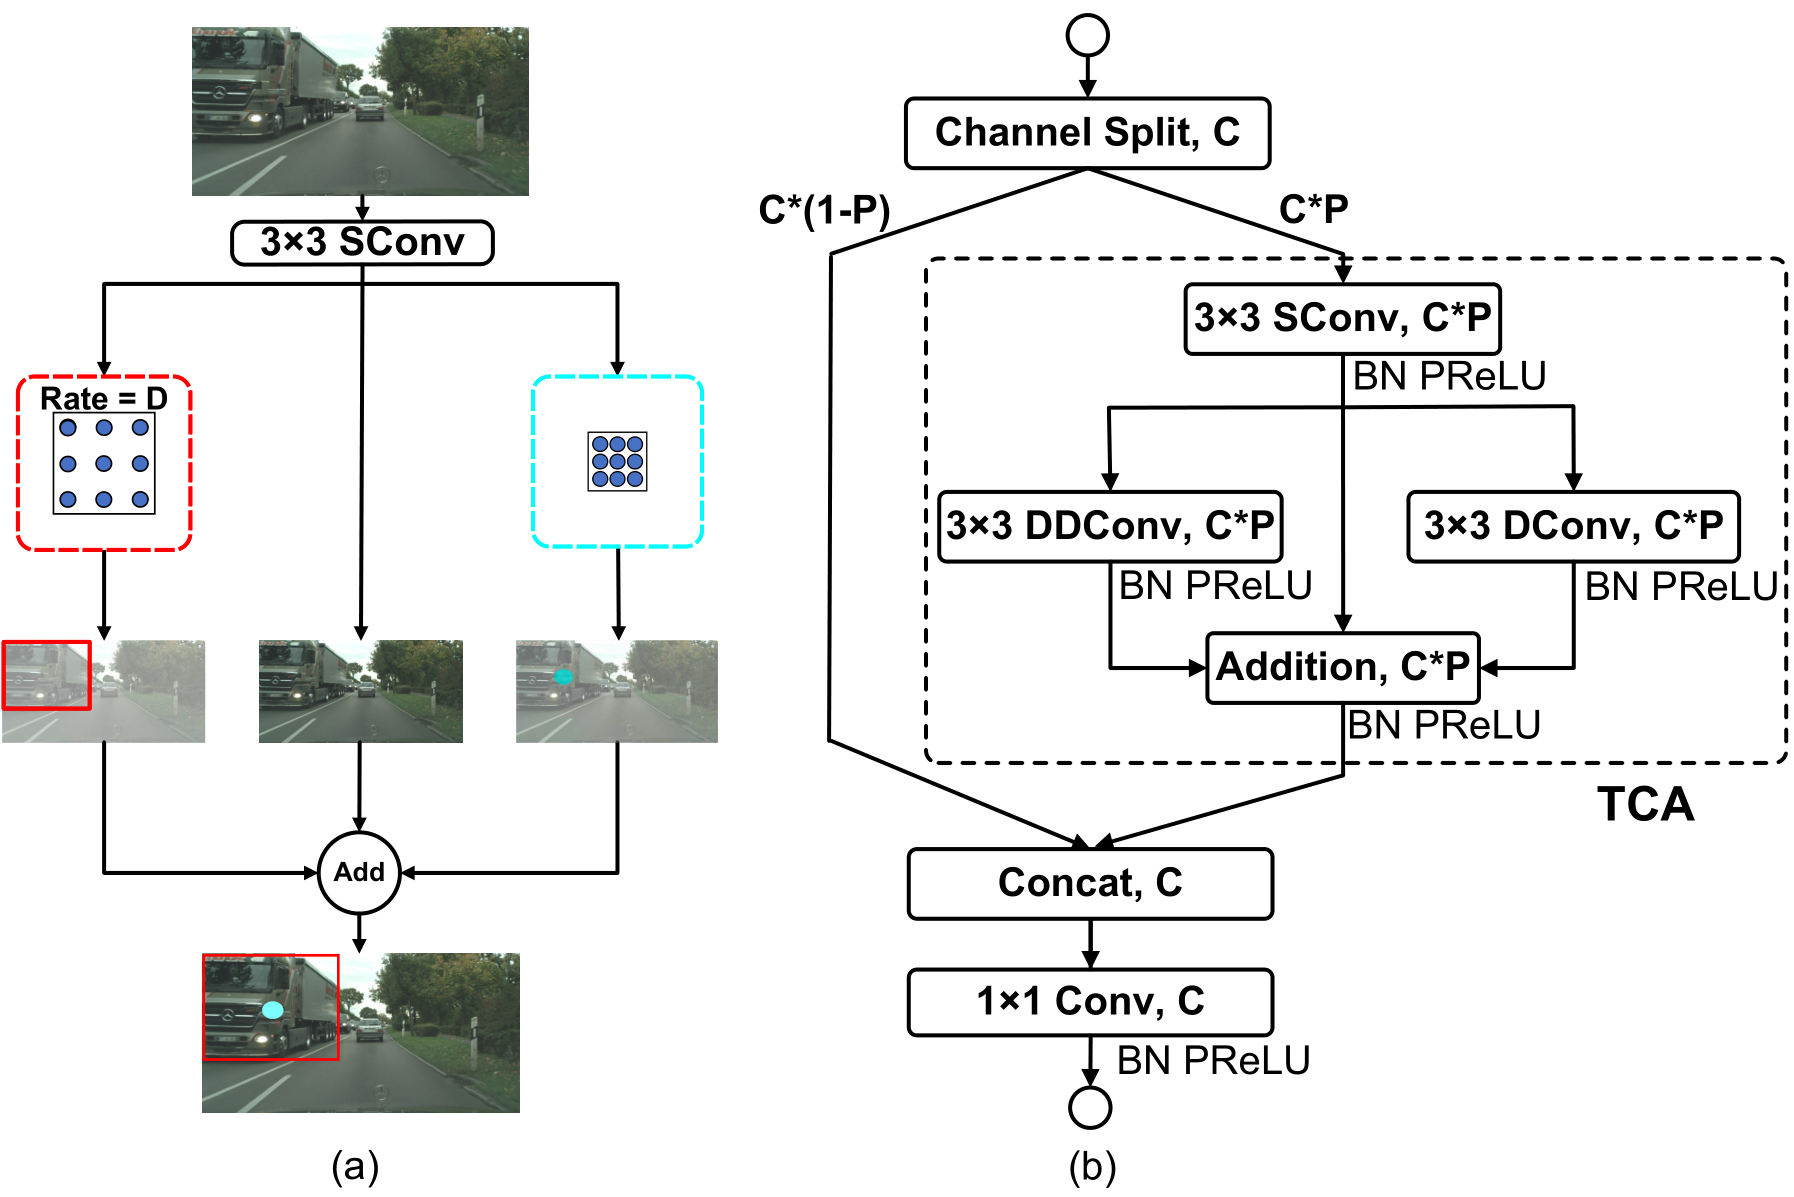 3×3 SConv
Rate = D
Add
(a)
Channel Split, C
C*(1-P)
C*P
3×3 SConv, C*P
BN PReLU
3×3 DDConv, C*P
3×3 DConv, C*P
BN PReLU
BN PReLU
Addition, C*P
BN PReLU
TCA
Concat, C
1×1 Conv, C
BN PReLU
(b)